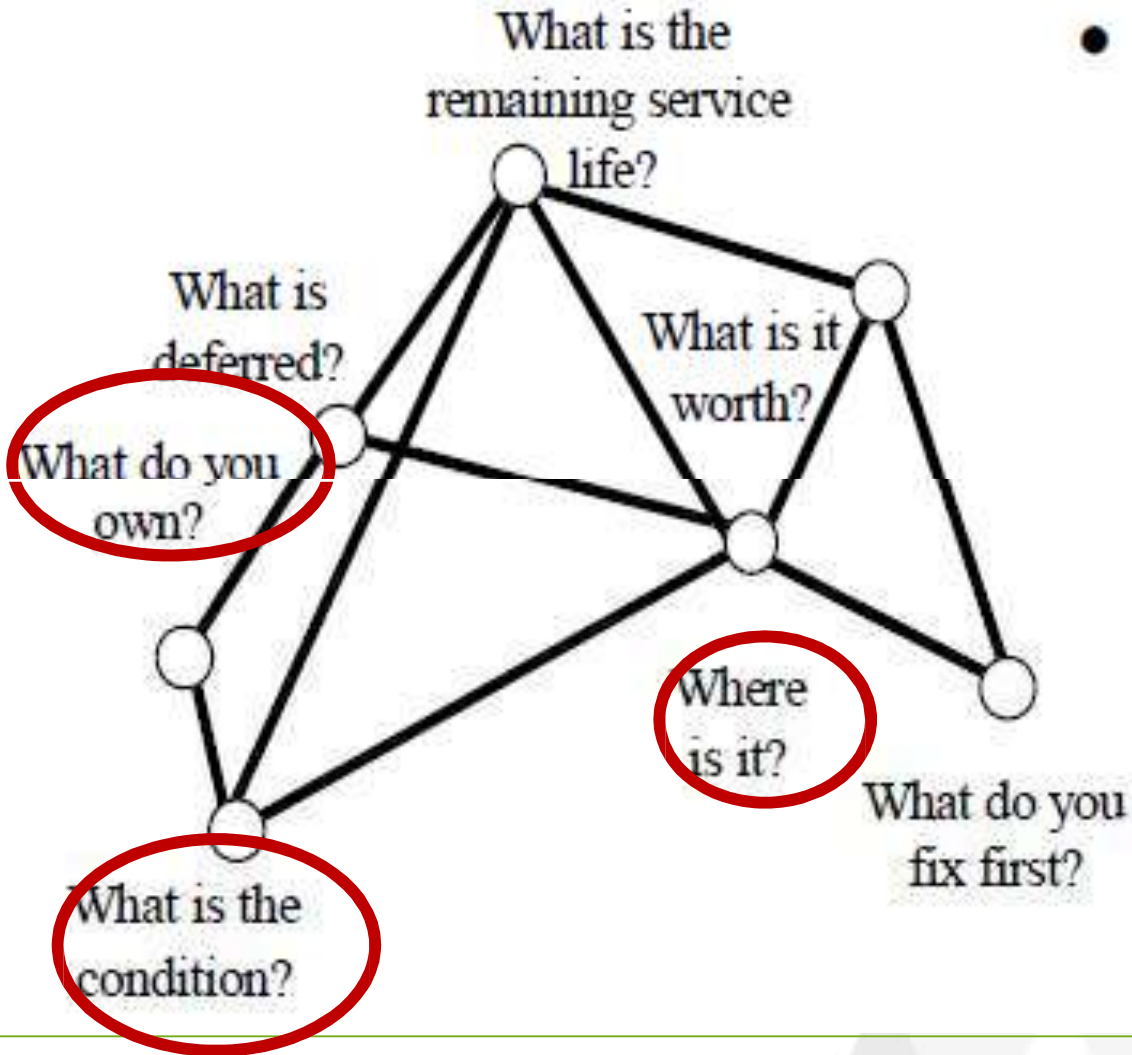 What is the
remaining service
life?
What is
deferred?
What is it
worth?
What do you
own?
Where
is it?
What do you
fix first?
What is the
condition?